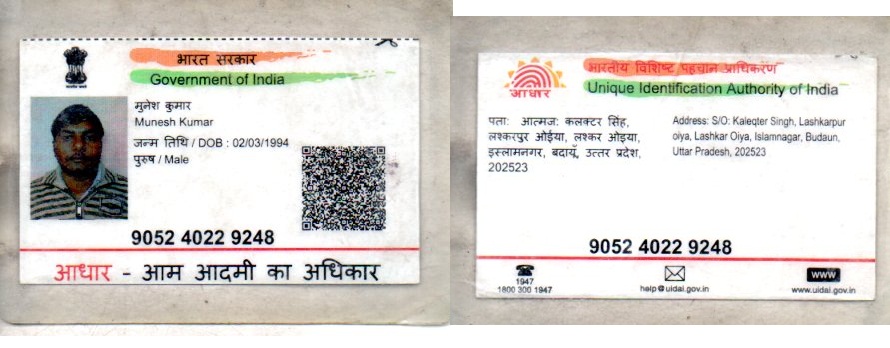 भारत सरकार
Government of India
मुनेश कुमार
Munesh Kumar
जन्म तिथि / DOB : 02/03/1994
पुरुष / Male
9052 4022 9248
आधार - आम आदमी का अधिकार
भारतीय विशिष्ट पहचान प्राधिकरण
Unique Identification Authority of India
आधार
पता: आत्मज: कलक्टर सिंह,
लश्करपुर ओईया, लश्कर ओइया,
इस्लामनगर, बदायूँ, उत्तर प्रदेश,
202523
Address: S/O: Kaleqter Singh, Lashkarpur
oiya, Lashkar Oiya, Islamnagar, Budaun,
Uttar Pradesh, 202523
9052 4022 9248
1947
1800 300 1947
help@uidai.gov.in
www
www.uidai.gov.in